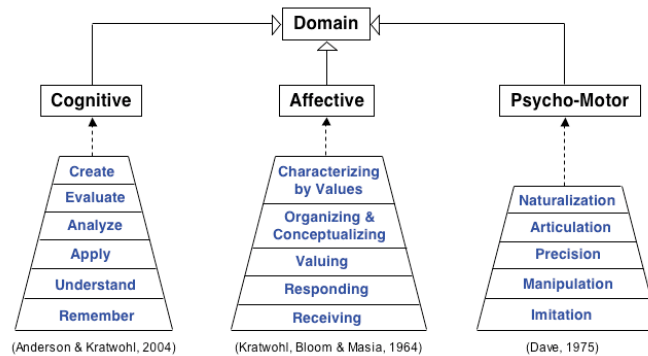 Domain
Cognitive
Affective
Psycho-Motor
Create
Evaluate
Analyze
Apply
Understand
Remember
(Anderson & Kratwohl, 2004)
Characterizing
by Values
Organizing &
Conceptualizing
Valuing
Responding
Receiving
(Kratwohl, Bloom & Masia, 1964)
Naturalization
Articulation
Precision
Manipulation
Imitation
(Dave, 1975)